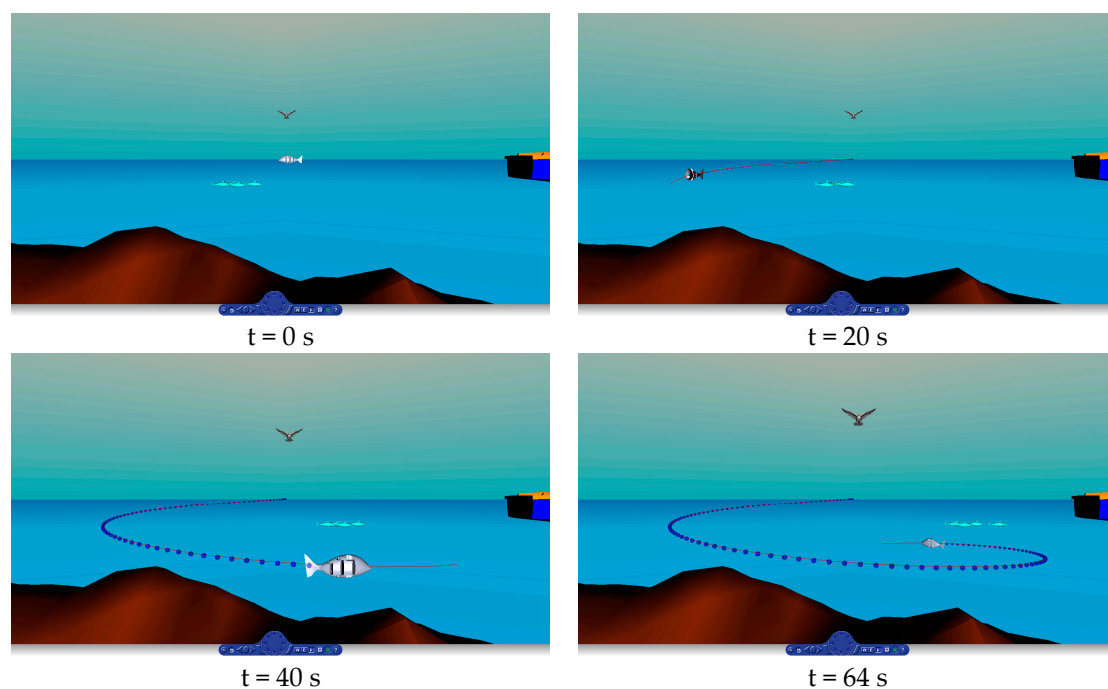 t = 0 s
t = 20 s
t = 40 s
t = 64 s